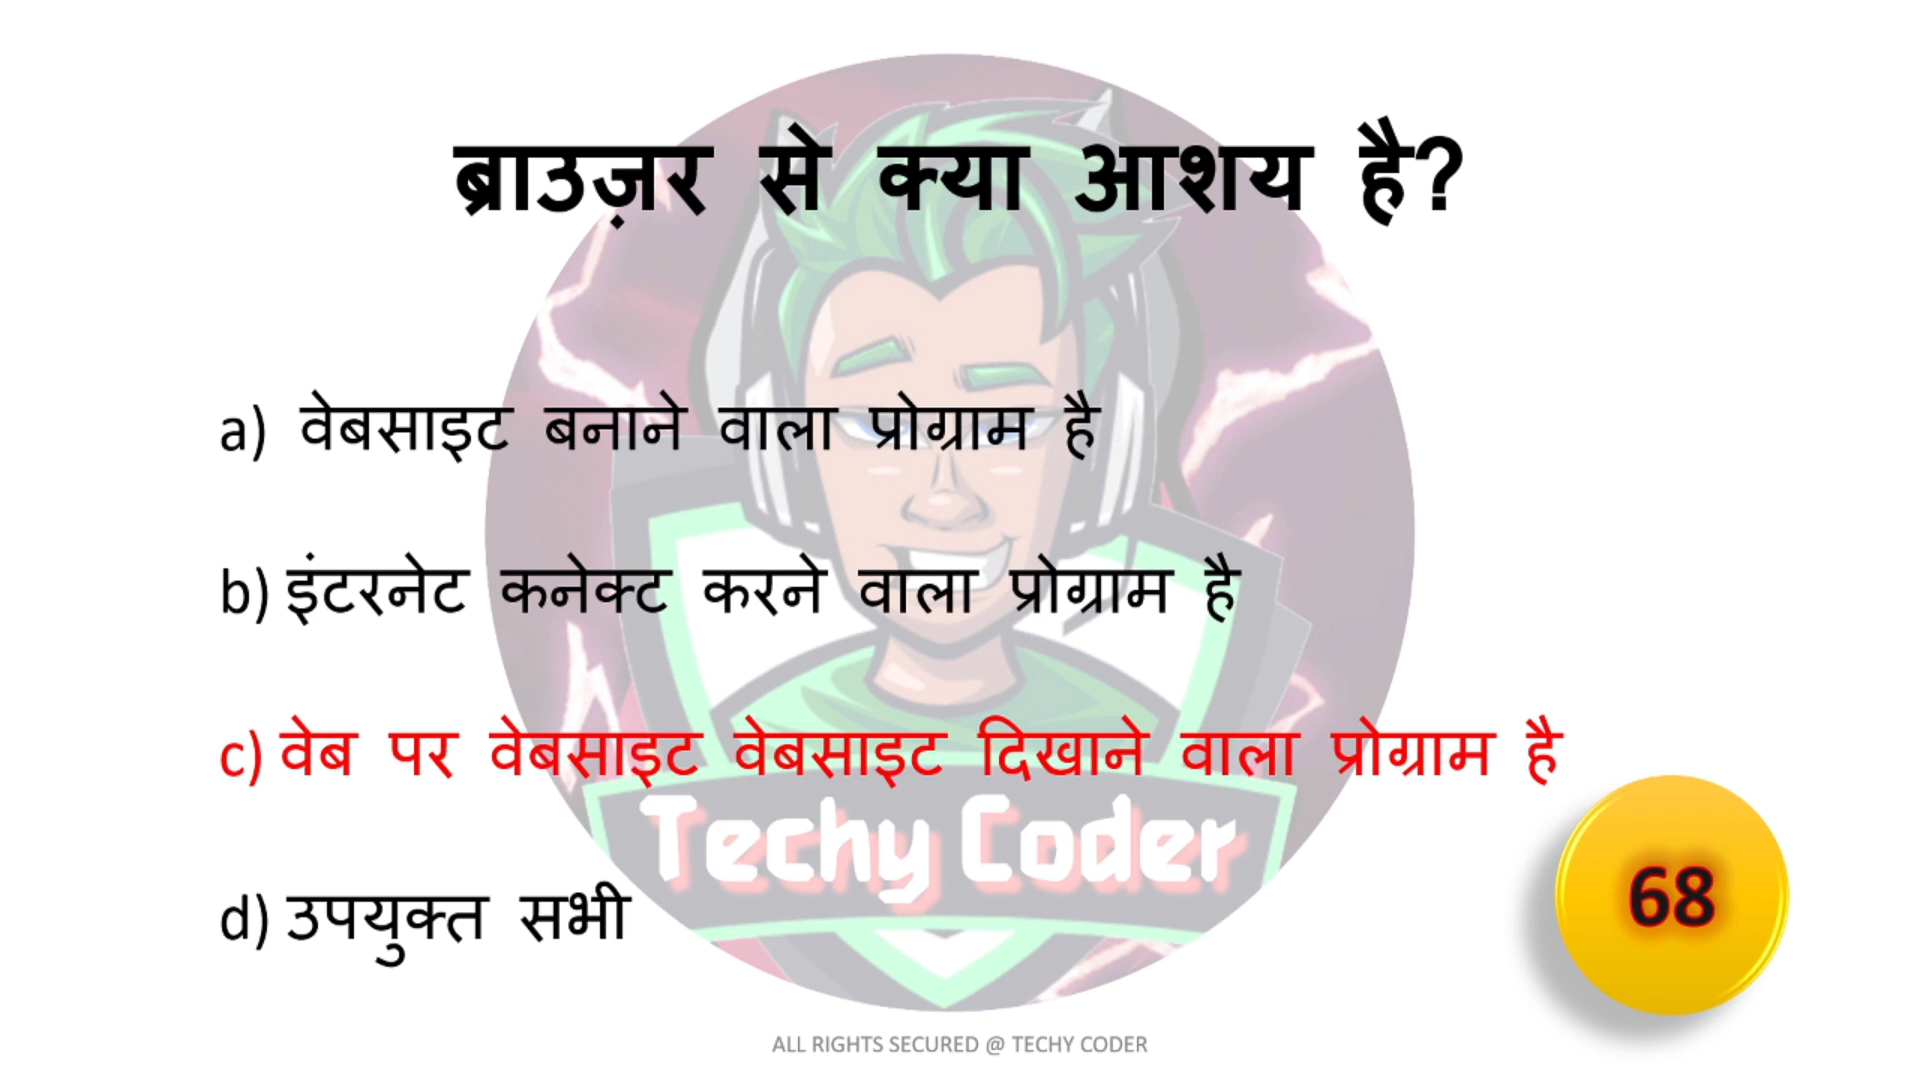 ब्राउज़र से क्या आशय है?
a) वेबसाइट बनाने वाला प्रोग्राम है
b) इंटरनेट कनेक्ट करने वाला प्रोग्राम है
c) वेब पर वेबसाइट वेबसाइट दिखाने वाला प्रोग्राम है
Techy Coder
68
d) उपयुक्त सभी
ALL RIGHTS SECURED @ TECHY CODER